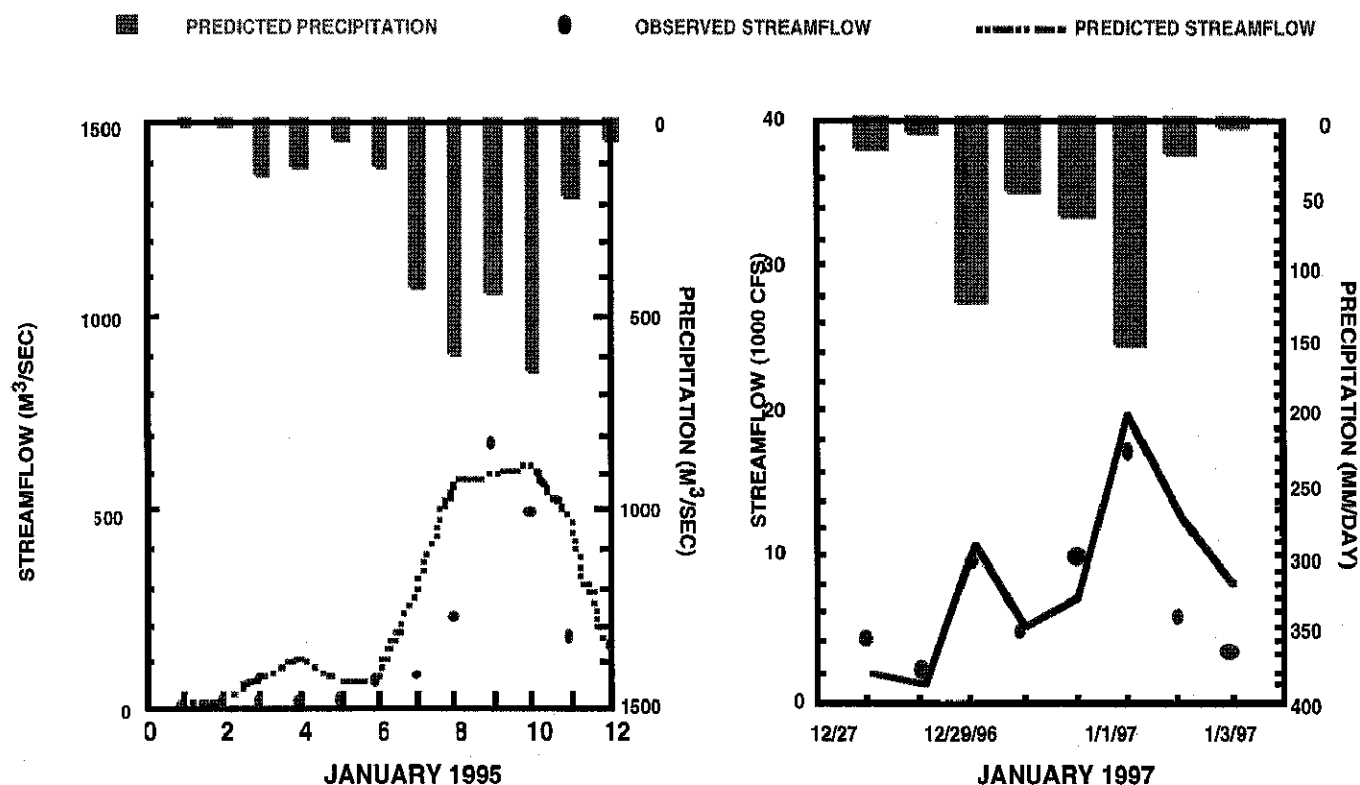 PREDICTED PRECIPITATION
OBSERVED STREAMFLOW
PREDICTED STREAMFLOW
STREAMFLOW (M³/SEC)
1500
1000
500
0
0
500
1000
1500
PRECIPITATION (M³/SEC)
0 2 4 6 8 10 12
JANUARY 1995
STREAMFLOW (1000 CFS)
40
30
20
10
0
0
50
100
150
200
250
300
350
400
PRECIPITATION (MM/DAY)
12/27 12/29/96 1/1/97 1/3/97
JANUARY 1997